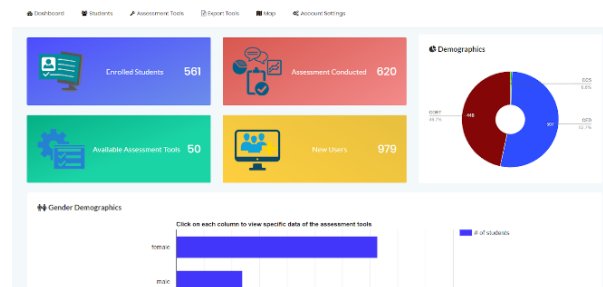 Dashboard
Students
Assessment Tools
Export Tools
Map
Account Settings
Enrolled Students 561
Assessment Conducted 620
Available Assessment Tools 50
New Users 979
Demographics
Gender Demographics
Click on each column to view specific data of the assessment tools
# of students
female
male